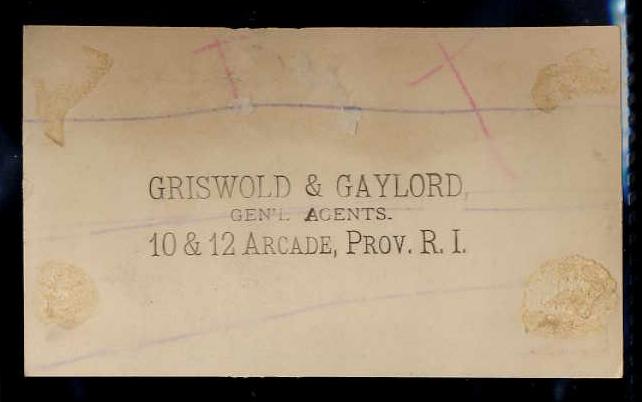 GRISWOLD & GAYLORD,
GEN'L AGENTS.
10 & 12 ARCADE, PROV. R. I.